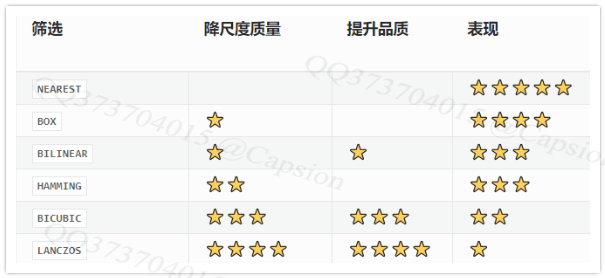 筛选 降尺度质量 提升品质 表现
NEAREST ⭐⭐⭐⭐⭐
BOX ⭐ ⭐⭐⭐⭐
BILINEAR ⭐ ⭐ ⭐⭐⭐
HAMMING ⭐⭐ ⭐⭐⭐
BICUBIC ⭐⭐⭐ ⭐⭐⭐ ⭐⭐
LANCZOS ⭐⭐⭐⭐ ⭐⭐⭐⭐ ⭐
QQ373704015 @Capsion
QQ373704015 @Capsion
QQ373704015